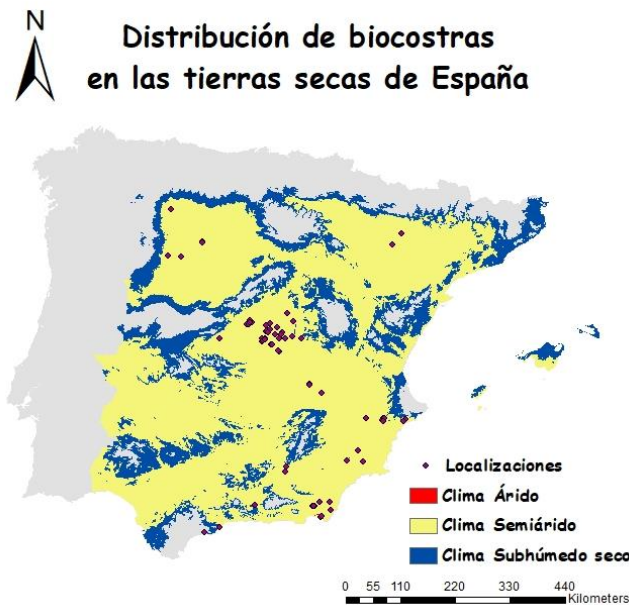 N
Distribución de biocostras
en las tierras secas de España
Localizaciones
Clima Árido
Clima Semiárido
Clima Subhúmedo seco
0 55 110 220 330 440
Kilometers